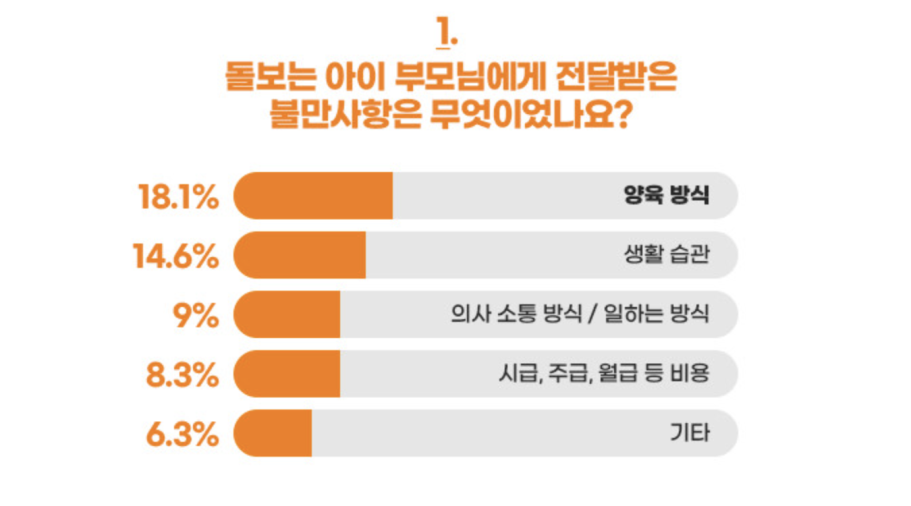 1.
돌보는 아이 부모님에게 전달받은
불만사항은 무엇이었나요?
18.1% 양육 방식
14.6% 생활 습관
9% 의사 소통 방식 / 일하는 방식
8.3% 시급, 주급, 월급 등 비용
6.3% 기타